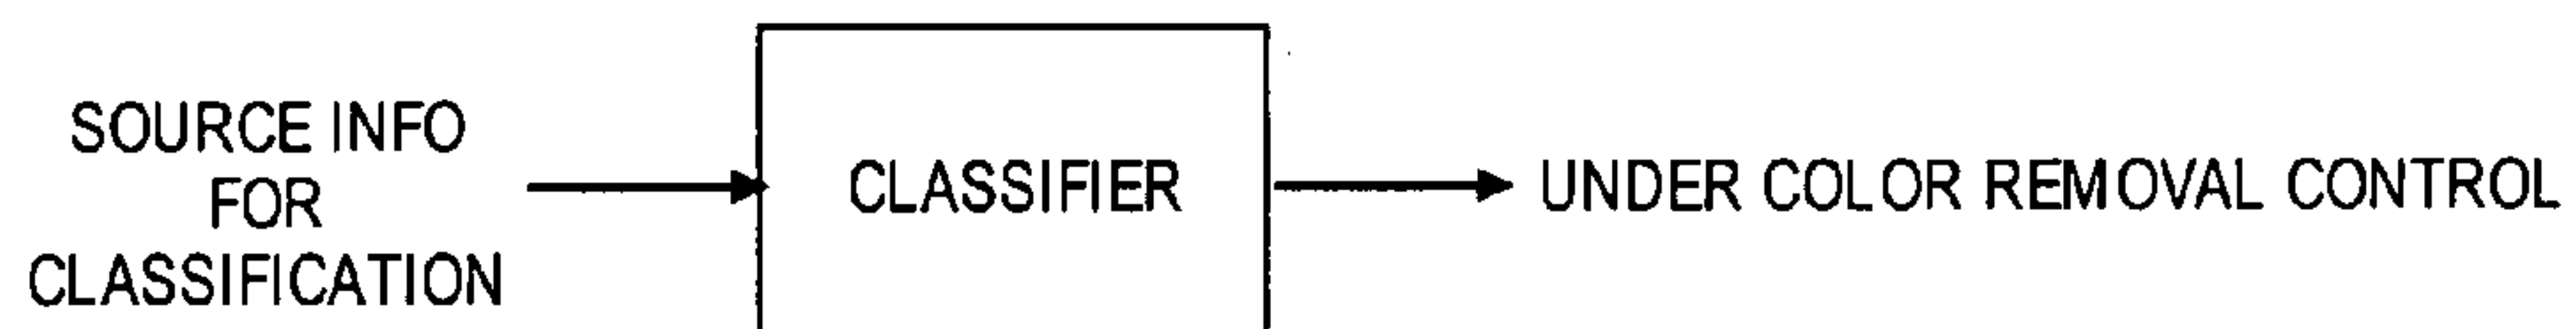 SOURCE INFO
FOR
CLASSIFICATION
CLASSIFIER
UNDER COLOR REMOVAL CONTROL